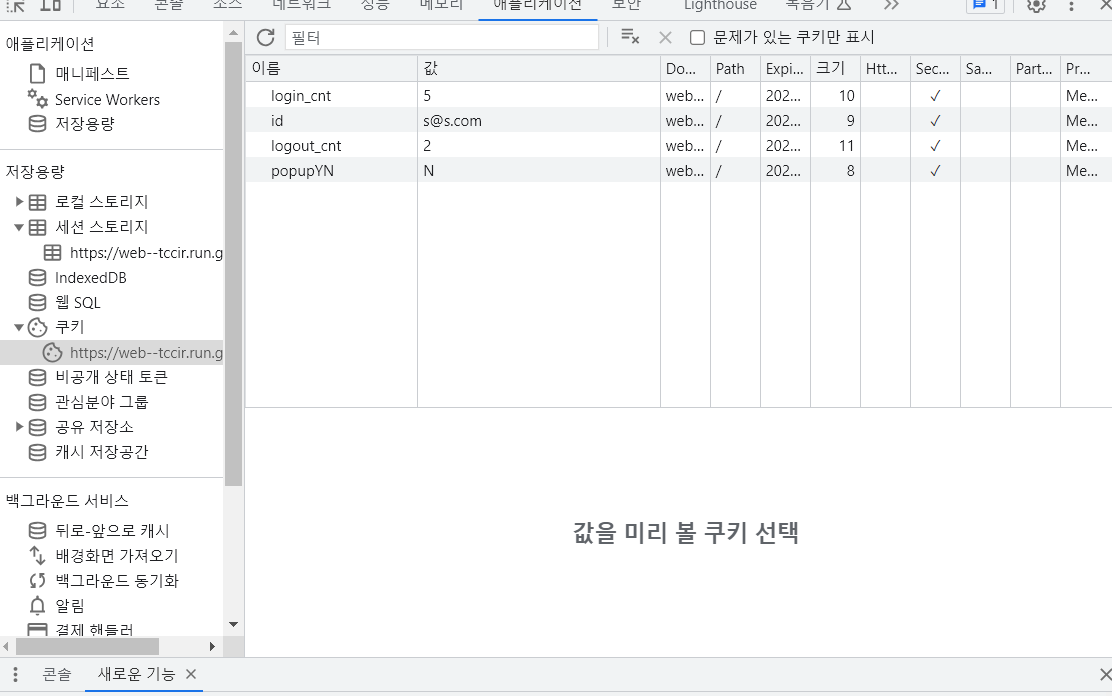 요소 콘솔 소스 네트워크 성능 메모리 애플리케이션 보안 Lighthouse 녹음기 1
애플리케이션
매니페스트
Service Workers
저장용량
저장용량
로컬 스토리지
세션 스토리지
https://web--tccir.run.g
IndexedDB
웹 SQL
쿠키
https://web--tccir.run.g
비공개 상태 토큰
관심분야 그룹
공유 저장소
캐시 저장공간
백그라운드 서비스
뒤로-앞으로 캐시
배경화면 가져오기
백그라운드 동기화
알림
결제 핸들러
필터 문제가 있는 쿠키만 표시
이름 값 Do... Path Expi... 크기 Htt... Sec... Sa... Part... Pr...
login_cnt 5 web... / 202... 10 ✓ Me...
id s@s.com web... / 202... 9 ✓ Me...
logout_cnt 2 web... / 202... 11 ✓ Me...
popupYN N web... / 202... 8 ✓ Me...
값을 미리 볼 쿠키 선택
콘솔 새로운 기능